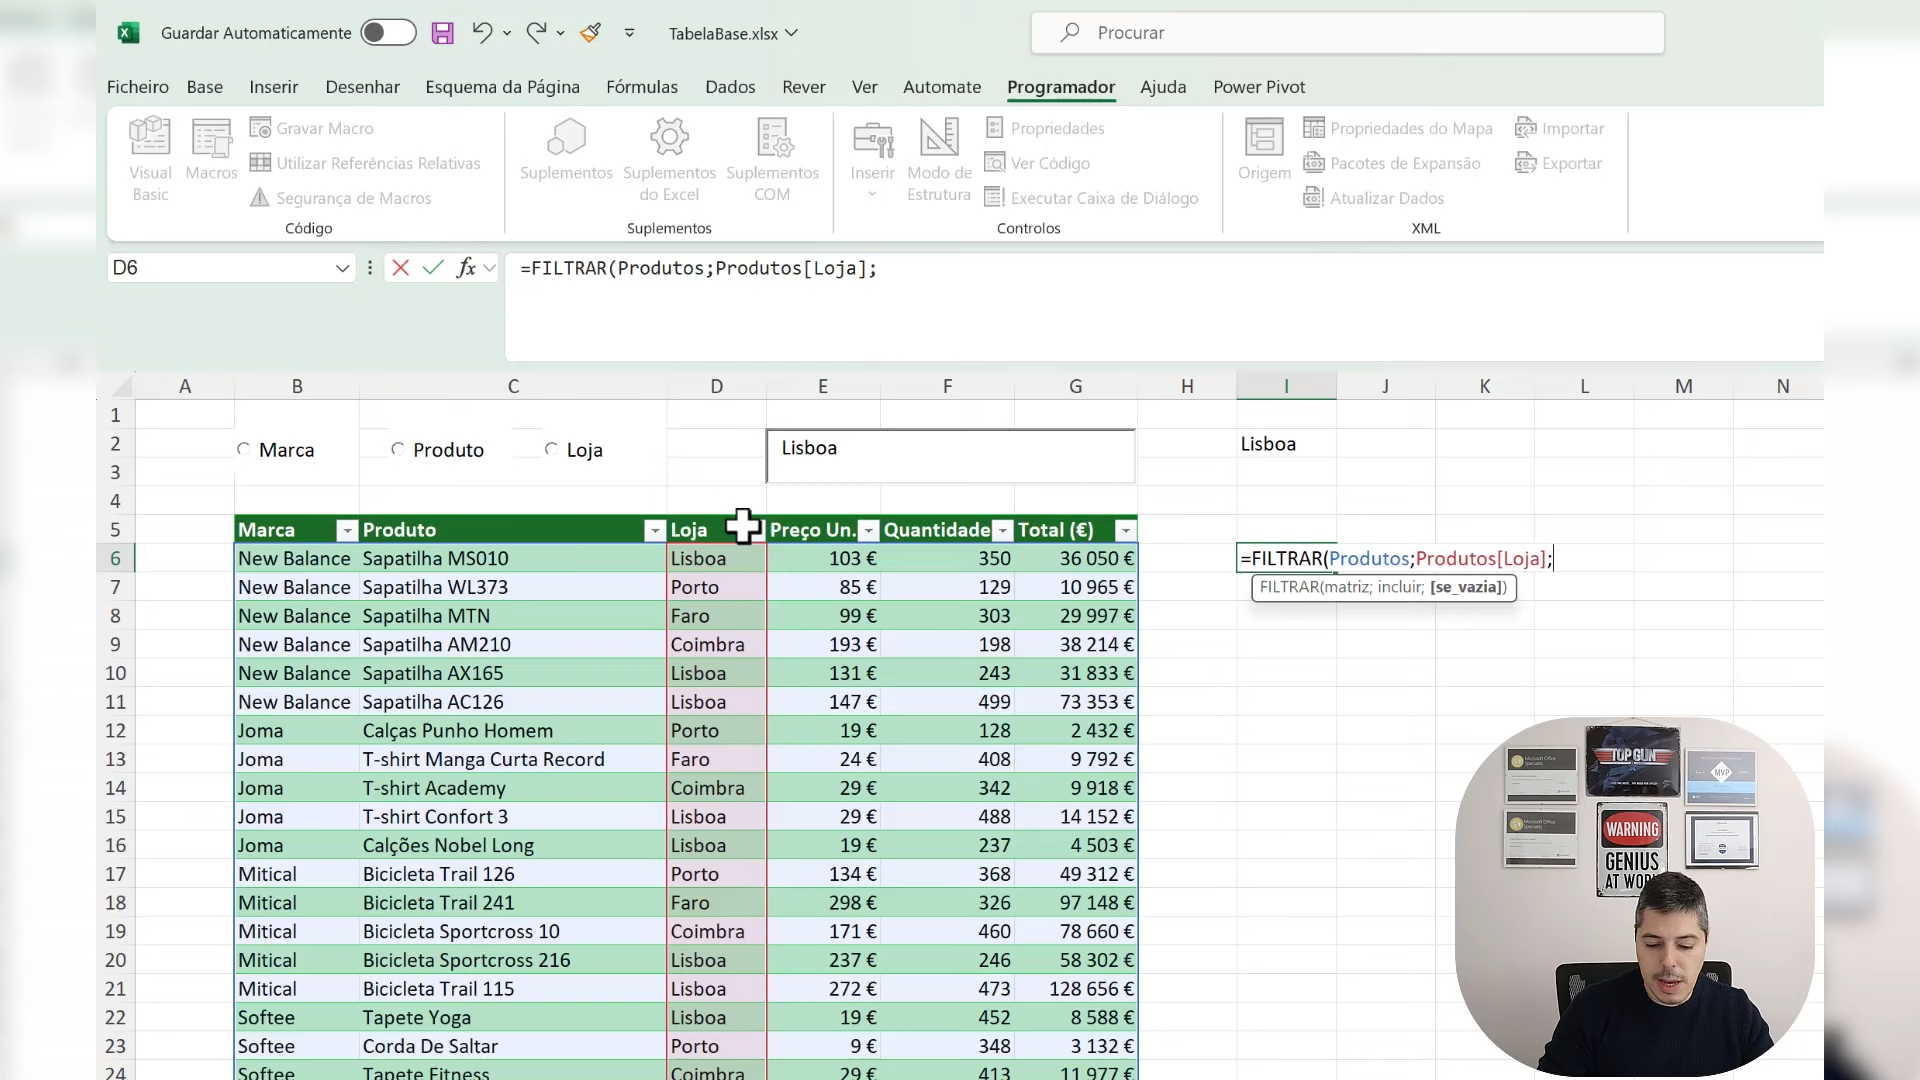 Guardar Automaticamente TabelaBase.xlsx Procurar
Ficheiro Base Inserir Desenhar Esquema da Página Fórmulas Dados Rever Ver Automate Programador Ajuda Power Pivot
Visual Basic
Macros
Gravar Macro
Utilizar Referências Relativas
Segurança de Macros
Código
Suplementos
Suplementos do Excel
Suplementos COM
Suplementos
Inserir
Modo de Estrutura
Propriedades
Ver Código
Executar Caixa de Diálogo
Controlos
Origem
Propriedades do Mapa
Pacotes de Expansão
Atualizar Dados
Importar
Exportar
XML
D6 fx =FILTRAR(Produtos;Produtos[Loja];
A B C D E F G H I J K L M N
1
2 Marca Produto Loja Lisboa Lisboa
3
4
5 Marca Produto Loja Preço Un. Quantidade Total (€)
6 New Balance Sapatilha MS010 Lisboa 103 € 350 36 050 € =FILTRAR(Produtos;Produtos[Loja];
FILTRAR(matriz; incluir; [se_vazia])
7 New Balance Sapatilha WL373 Porto 85 € 129 10 965 €
8 New Balance Sapatilha MTN Faro 99 € 303 29 997 €
9 New Balance Sapatilha AM210 Coimbra 193 € 198 38 214 €
10 New Balance Sapatilha AX165 Lisboa 131 € 243 31 833 €
11 New Balance Sapatilha AC126 Lisboa 147 € 499 73 353 €
12 Joma Calças Punho Homem Porto 19 € 128 2 432 €
13 Joma T-shirt Manga Curta Record Faro 24 € 408 9 792 €
14 Joma T-shirt Academy Coimbra 29 € 342 9 918 €
15 Joma T-shirt Confort 3 Lisboa 29 € 488 14 152 €
16 Joma Calções Nobel Long Lisboa 19 € 237 4 503 €
17 Mitical Bicicleta Trail 126 Porto 134 € 368 49 312 €
18 Mitical Bicicleta Trail 241 Faro 298 € 326 97 148 €
19 Mitical Bicicleta Sportcross 10 Coimbra 171 € 460 78 660 €
20 Mitical Bicicleta Sportcross 216 Lisboa 237 € 246 58 302 €
21 Mitical Bicicleta Trail 115 Lisboa 272 € 473 128 656 €
22 Softee Tapete Yoga Lisboa 19 € 452 8 588 €
23 Softee Corda De Saltar Porto 9 € 348 3 132 €
24 Softee Tapete Fitness Coimbra 29 € 413 11 977 €
TOP GUN
MVP
WARNING
GENIUS
AT WOR